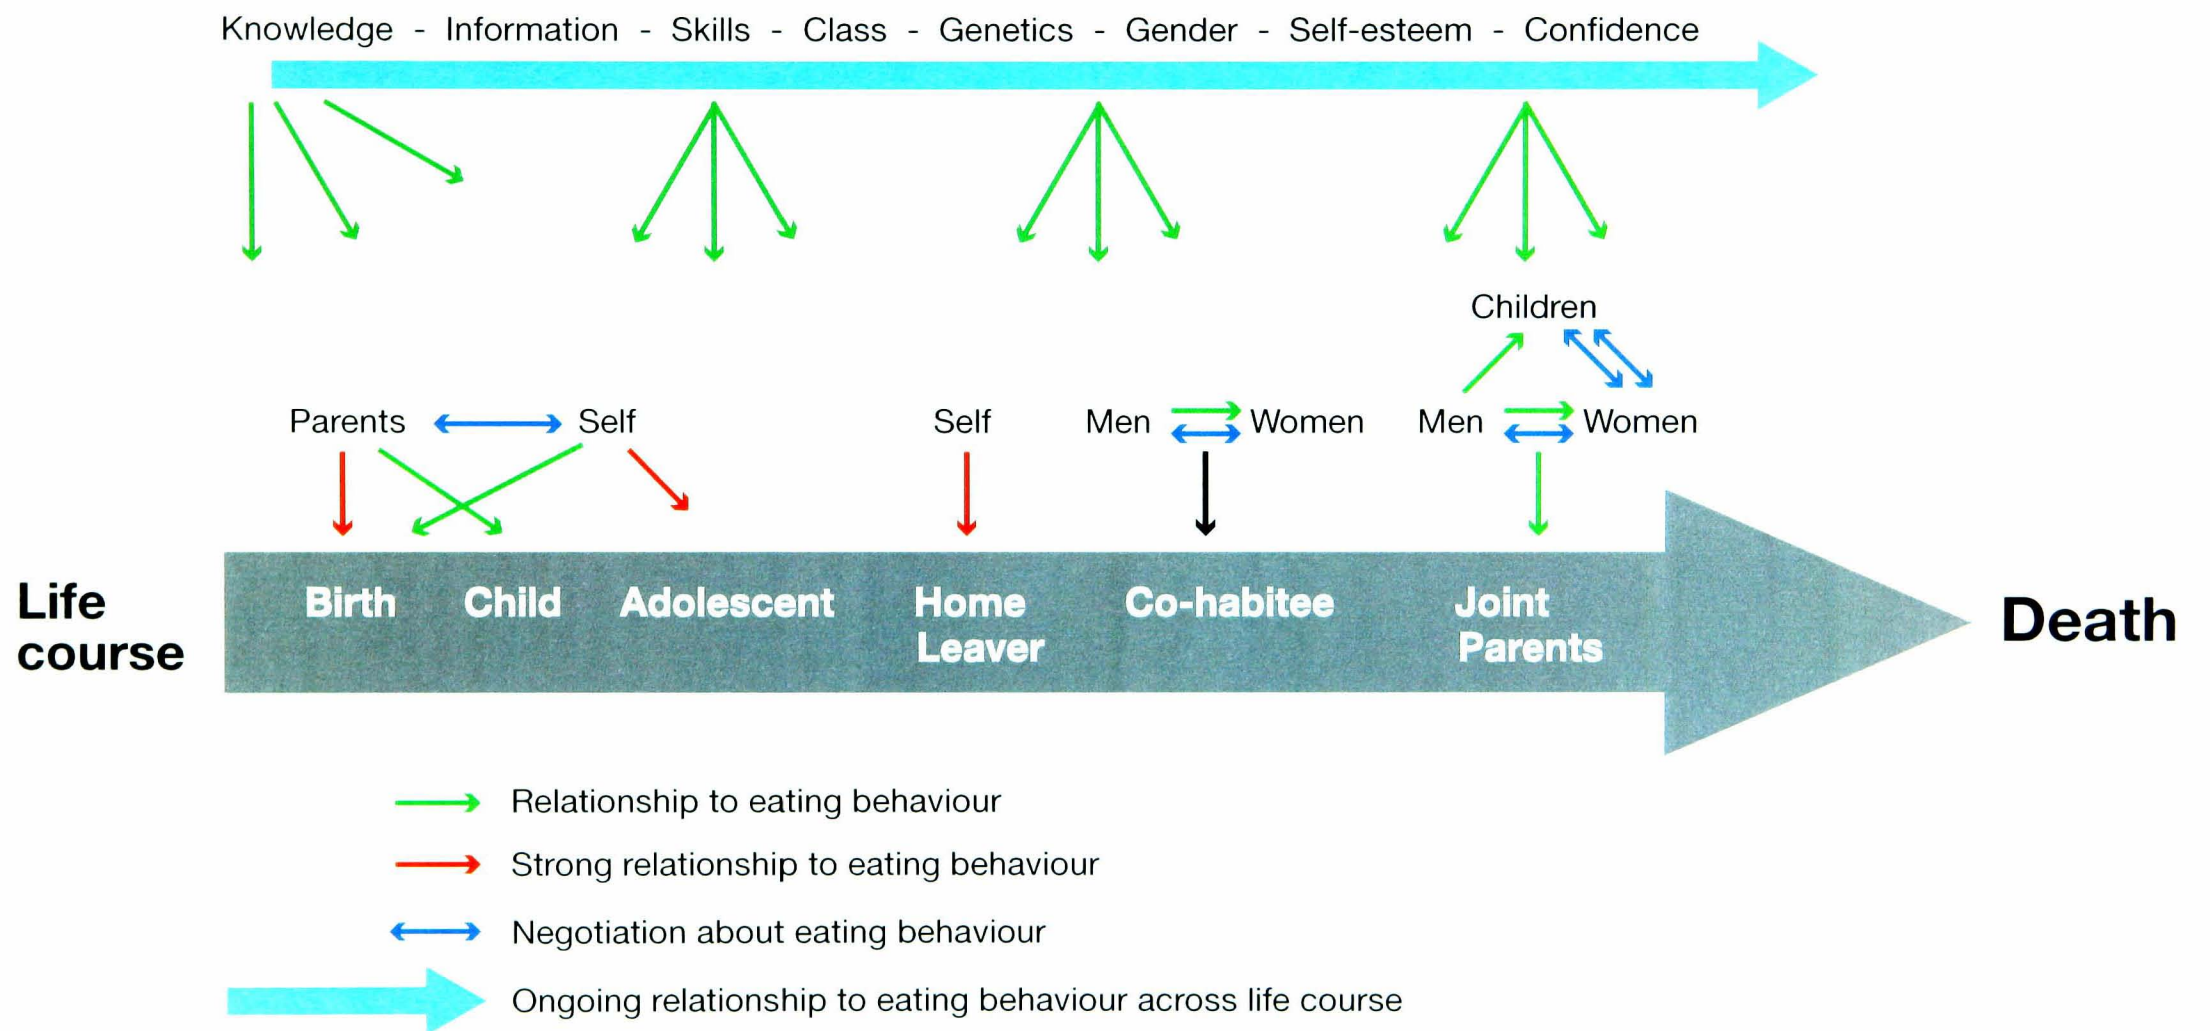 Knowledge - Information - Skills - Class - Genetics - Gender - Self-esteem - Confidence
Children
Parents Self Self Men Women Men Women
Life course
Birth Child Adolescent Home Leaver Co-habitee Joint Parents
Death
Relationship to eating behaviour
Strong relationship to eating behaviour
Negotiation about eating behaviour
Ongoing relationship to eating behaviour across life course